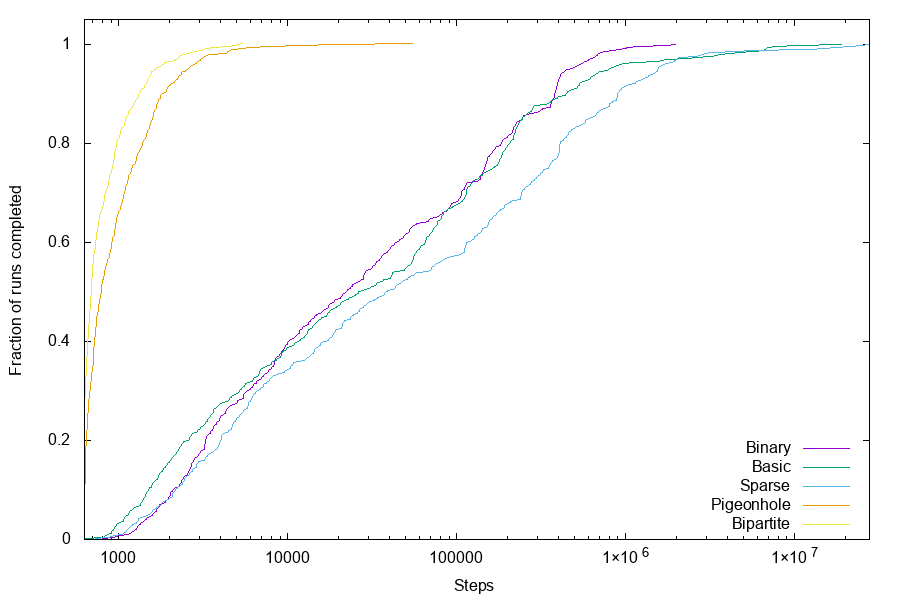 1
0.8
0.6
0.4
0.2
0
Fraction of runs completed
1000 10000 100000 1×10⁶ 1×10⁷
Steps
Binary
Basic
Sparse
Pigeonhole
Bipartite